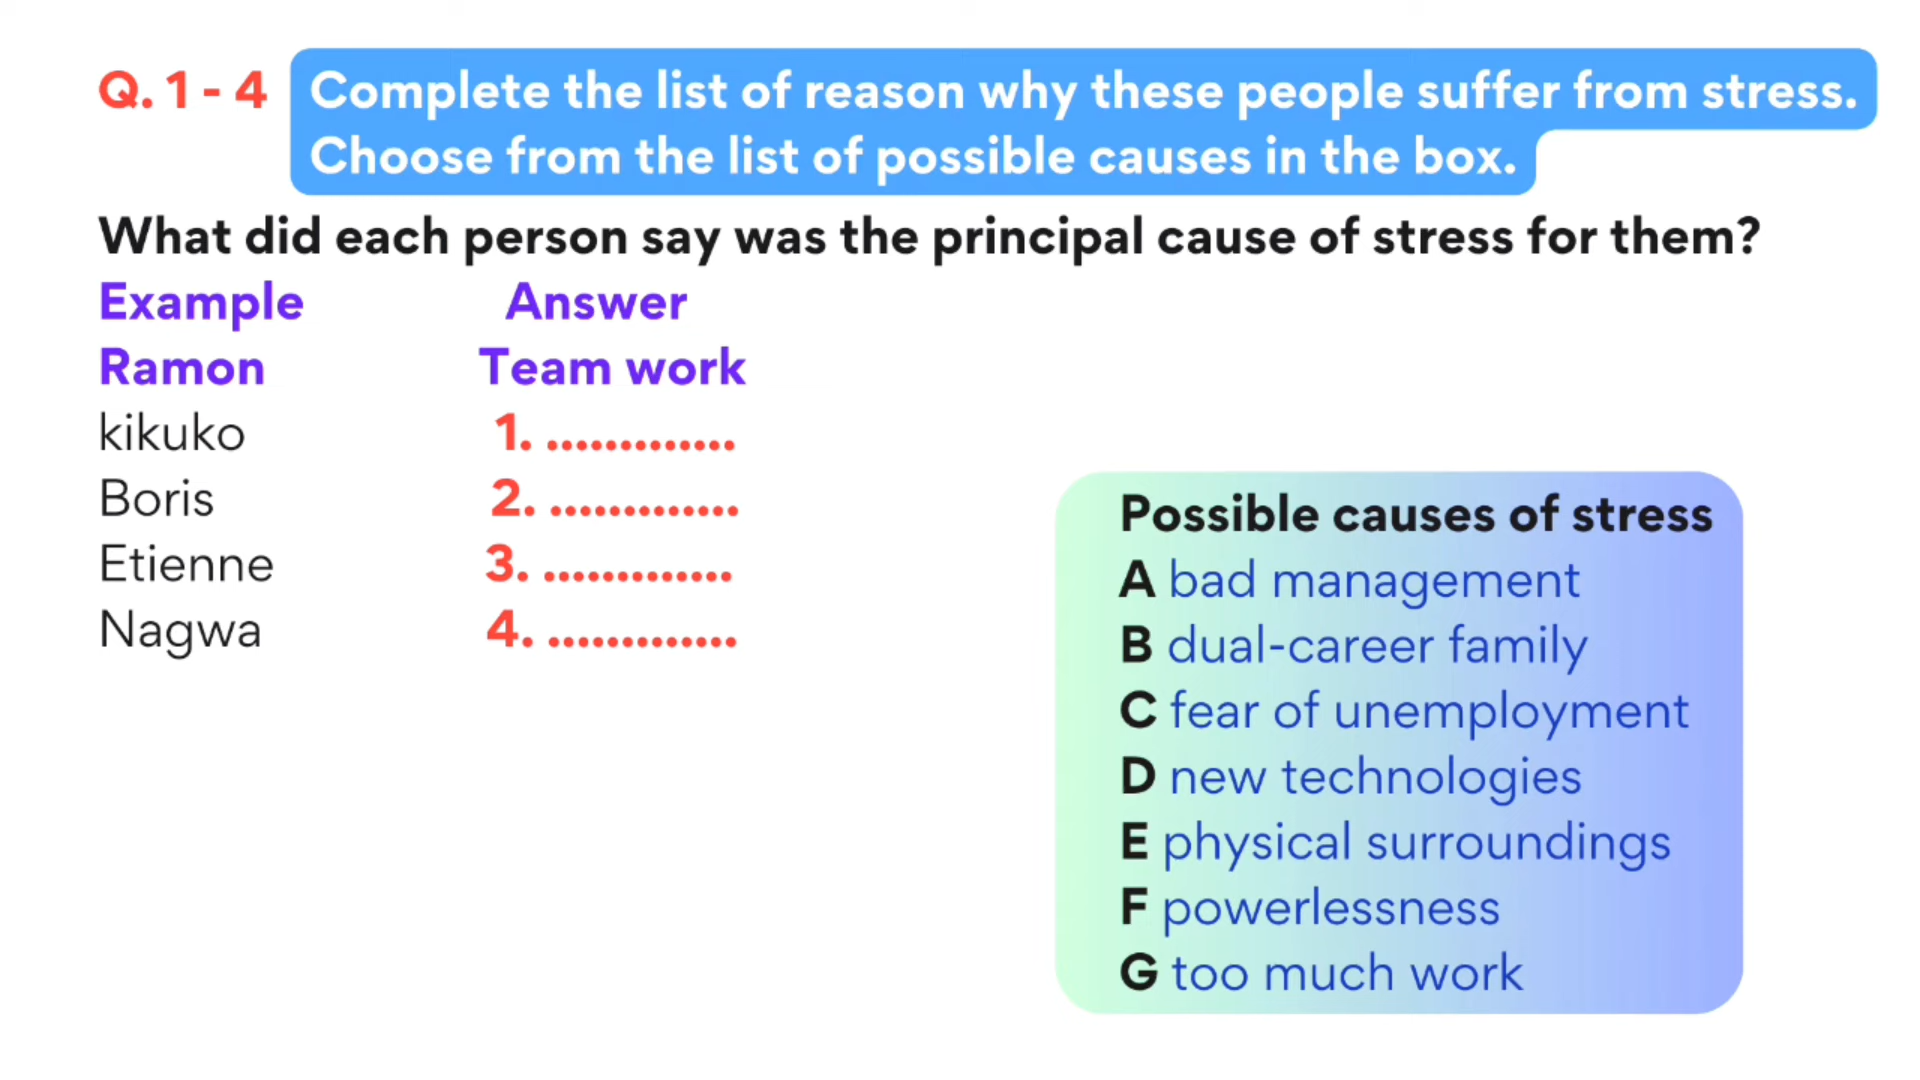 Q. 1 - 4 Complete the list of reason why these people suffer from stress.
Choose from the list of possible causes in the box.
What did each person say was the principal cause of stress for them?
Example Answer
Ramon Team work
kikuko 1. .............
Boris 2. .............
Etienne 3. .............
Nagwa 4. .............
Possible causes of stress
A bad management
B dual-career family
C fear of unemployment
D new technologies
E physical surroundings
F powerlessness
G too much work